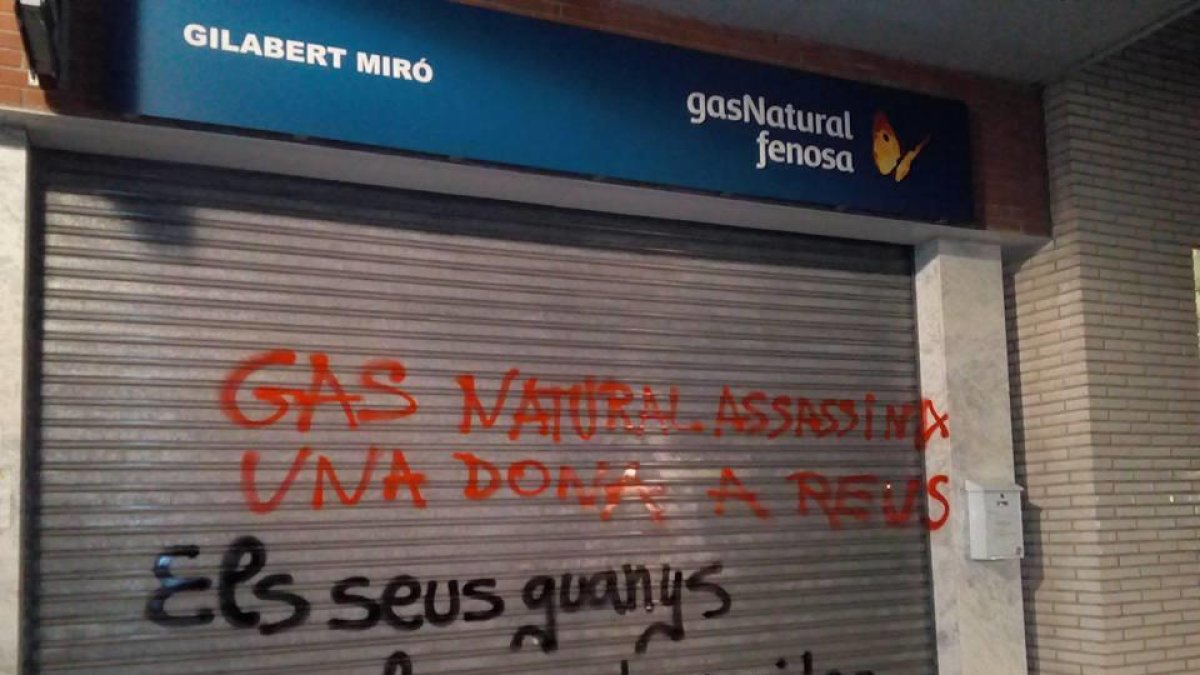 GILABERT MIRÓ
gasNatural
fenosa
GAS NATURAL ASSASSINA
UNA DONA A REUS
Els seus guanys